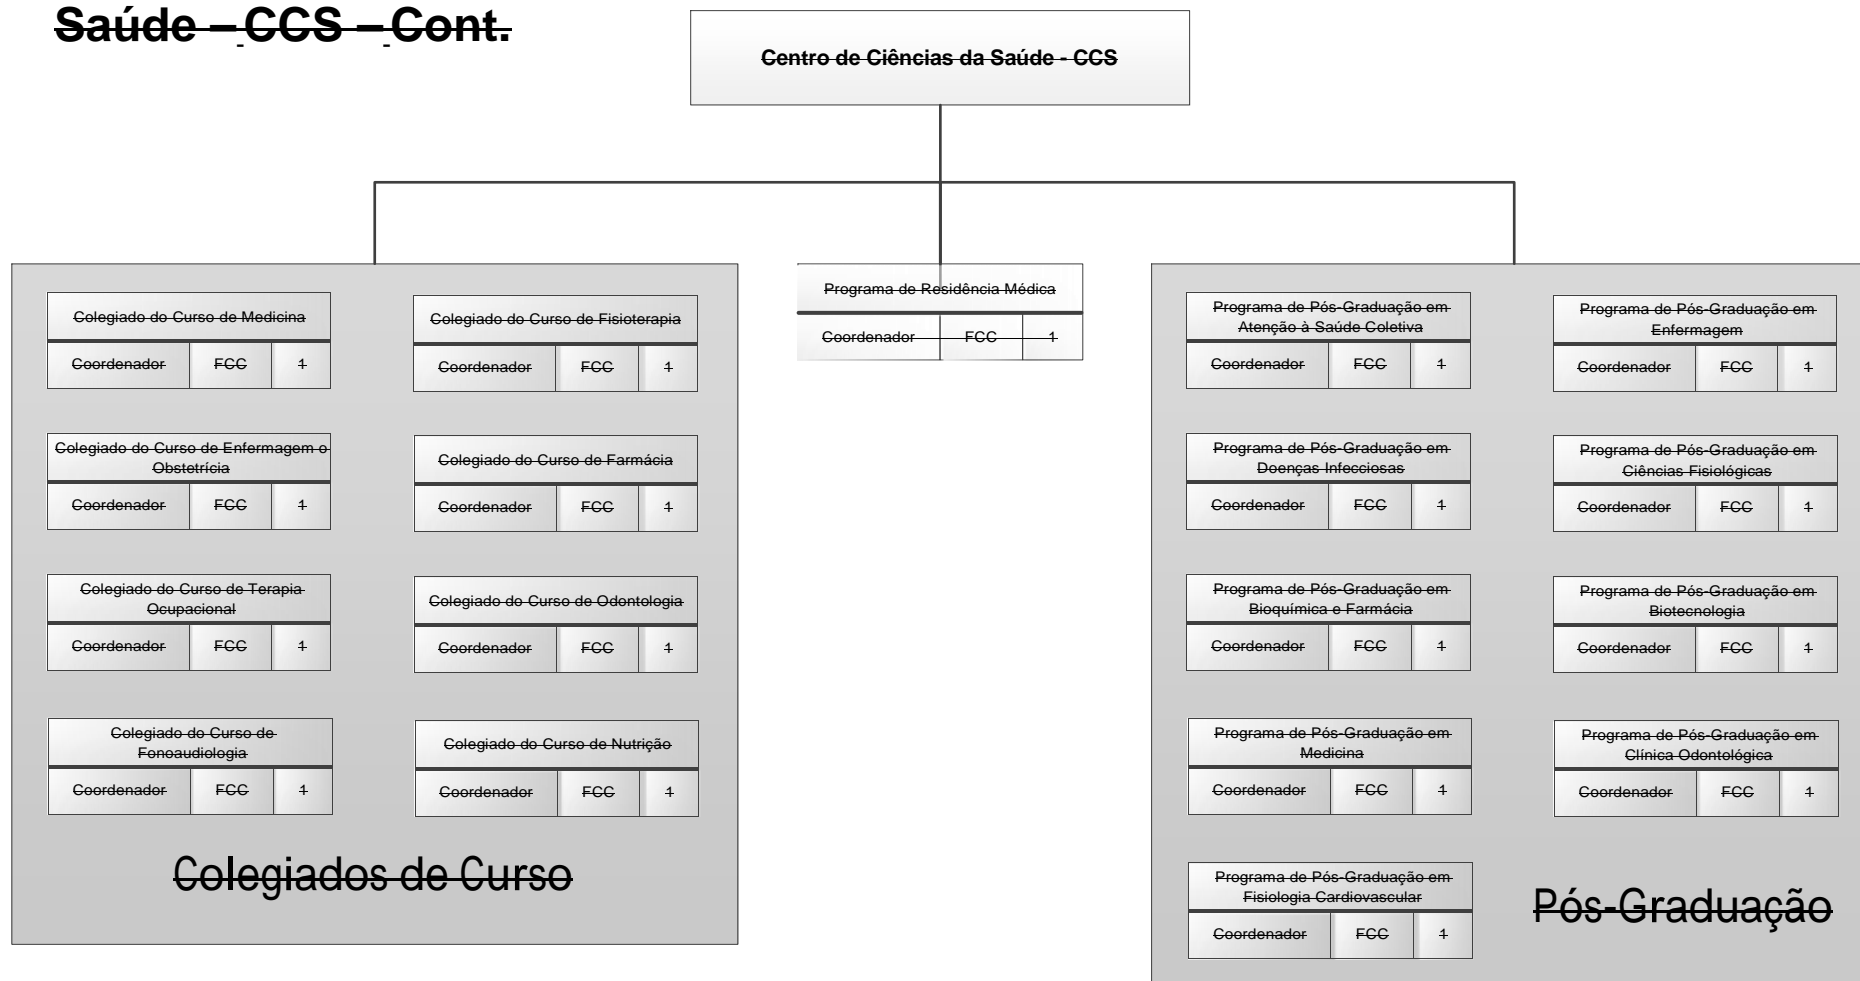 Saúde – CCS – Cont.
Centro de Ciências da Saúde - CCS
Colegiado do Curso de Medicina
Coordenador FCC 1
Colegiado do Curso de Fisioterapia
Coordenador FCC 1
Colegiado do Curso de Enfermagem o
Obstetrícia
Coordenador FCC 1
Colegiado do Curso de Farmácia
Coordenador FCC 1
Colegiado do Curso de Terapia
Ocupacional
Coordenador FCC 1
Colegiado do Curso de Odontologia
Coordenador FCC 1
Colegiado do Curso de
Fonoaudiologia
Coordenador FCC 1
Colegiado do Curso de Nutrição
Coordenador FCC 1
Colegiados de Curso
Programa de Residência Médica
Coordenador FCC 1
Programa de Pós-Graduação em
Atenção à Saúde Coletiva
Coordenador FCC 1
Programa de Pós-Graduação em
Enfermagem
Coordenador FCC 1
Programa de Pós-Graduação em
Doenças Infecciosas
Coordenador FCC 1
Programa de Pós-Graduação em
Ciências Fisiológicas
Coordenador FCC 1
Programa de Pós-Graduação em
Bioquímica e Farmácia
Coordenador FCC 1
Programa de Pós-Graduação em
Biotecnologia
Coordenador FCC 1
Programa de Pós-Graduação em
Medicina
Coordenador FCC 1
Programa de Pós-Graduação em
Clínica Odontológica
Coordenador FCC 1
Programa de Pós-Graduação em
Fisiologia Cardiovascular
Coordenador FCC 1
Pós-Graduação